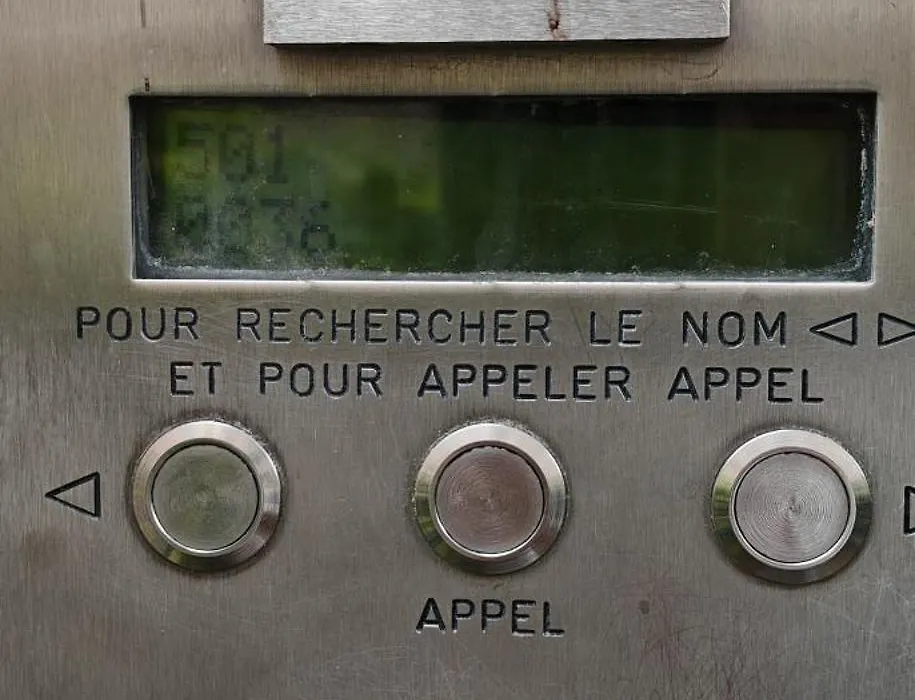 501
POUR RECHERCHER LE NOM ◁ ▷
ET POUR APPELER APPEL
APPEL